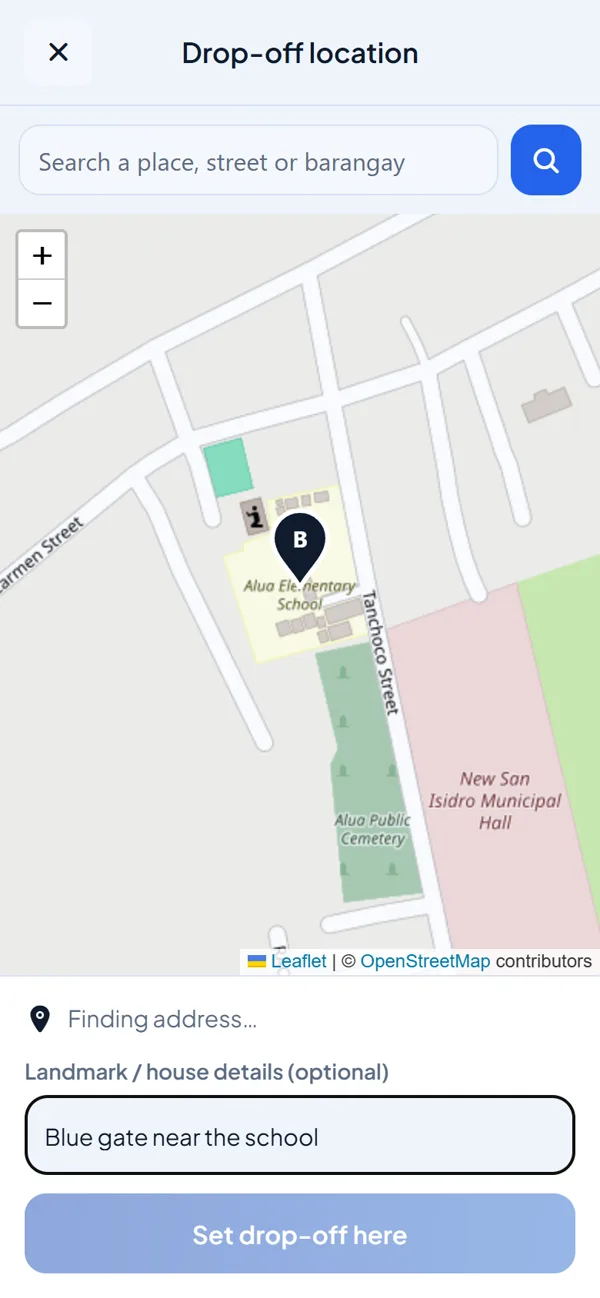 Drop-off location
Search a place, street or barangay
+
−
armen Street
B
Alua Elementary
School
Tanchoco Street
New San
Isidro Municipal
Hall
Alua Public
Cemetery
Leaflet | © OpenStreetMap contributors
Finding address...
Landmark / house details (optional)
Blue gate near the school
Set drop-off here